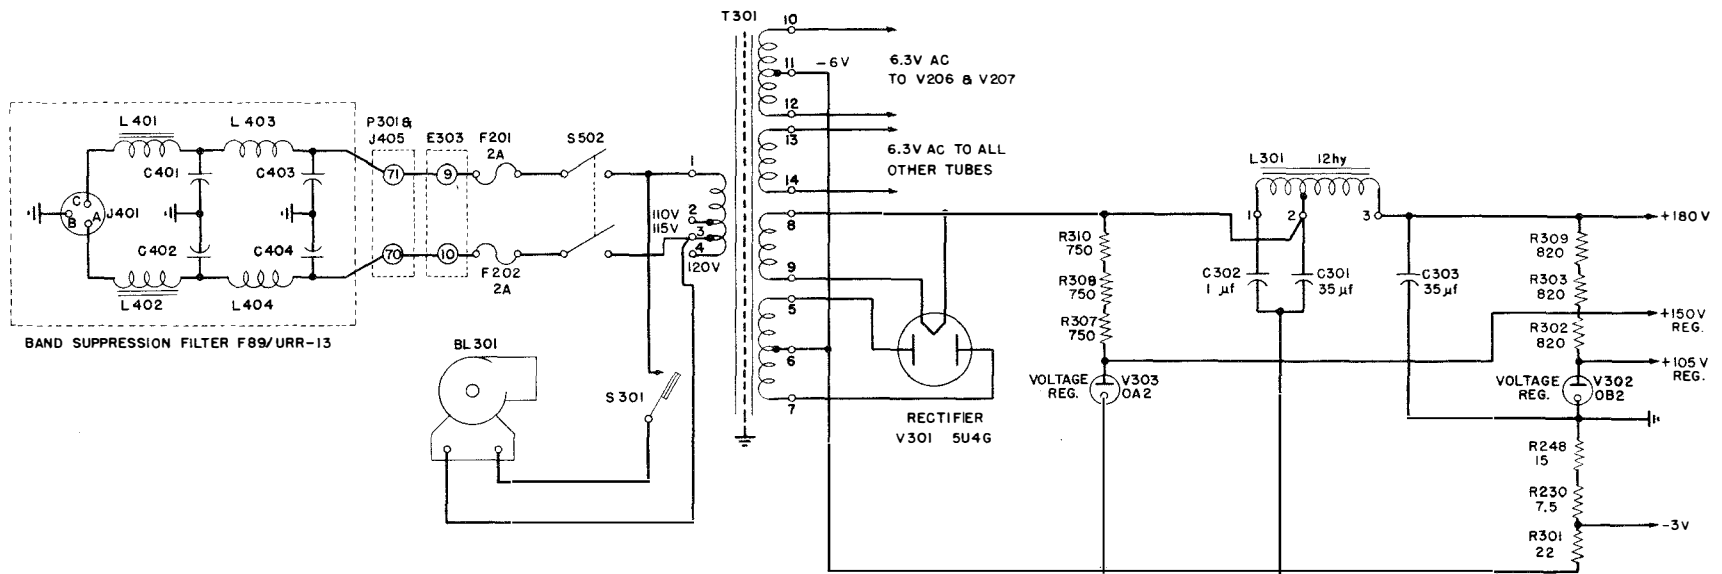 T301
10
11
-6V
12
13
14
8
9
5
6
7
6.3V AC
TO V206 & V207
6.3V AC TO ALL
OTHER TUBES
L401
L403
C401
C403
C
B
A
J401
C402
C404
L402
L404
BAND SUPPRESSION FILTER F89/URR-13
P301 &
J405
71
70
E303
9
10
F201
2A
F202
2A
S502
1
2
3
4
110V
115V
120V
BL301
S301
RECTIFIER
V301 5U4G
R310
750
R308
750
R307
750
VOLTAGE
REG.
V303
OA2
L301
12hy
1
2
3
C302
1 µf
C301
35µf
C303
35µf
R309
820
R303
820
R302
820
VOLTAGE
REG.
V302
OB2
R248
15
R230
7.5
R301
22
+180V
+150V
REG.
+105V
REG.
-3V